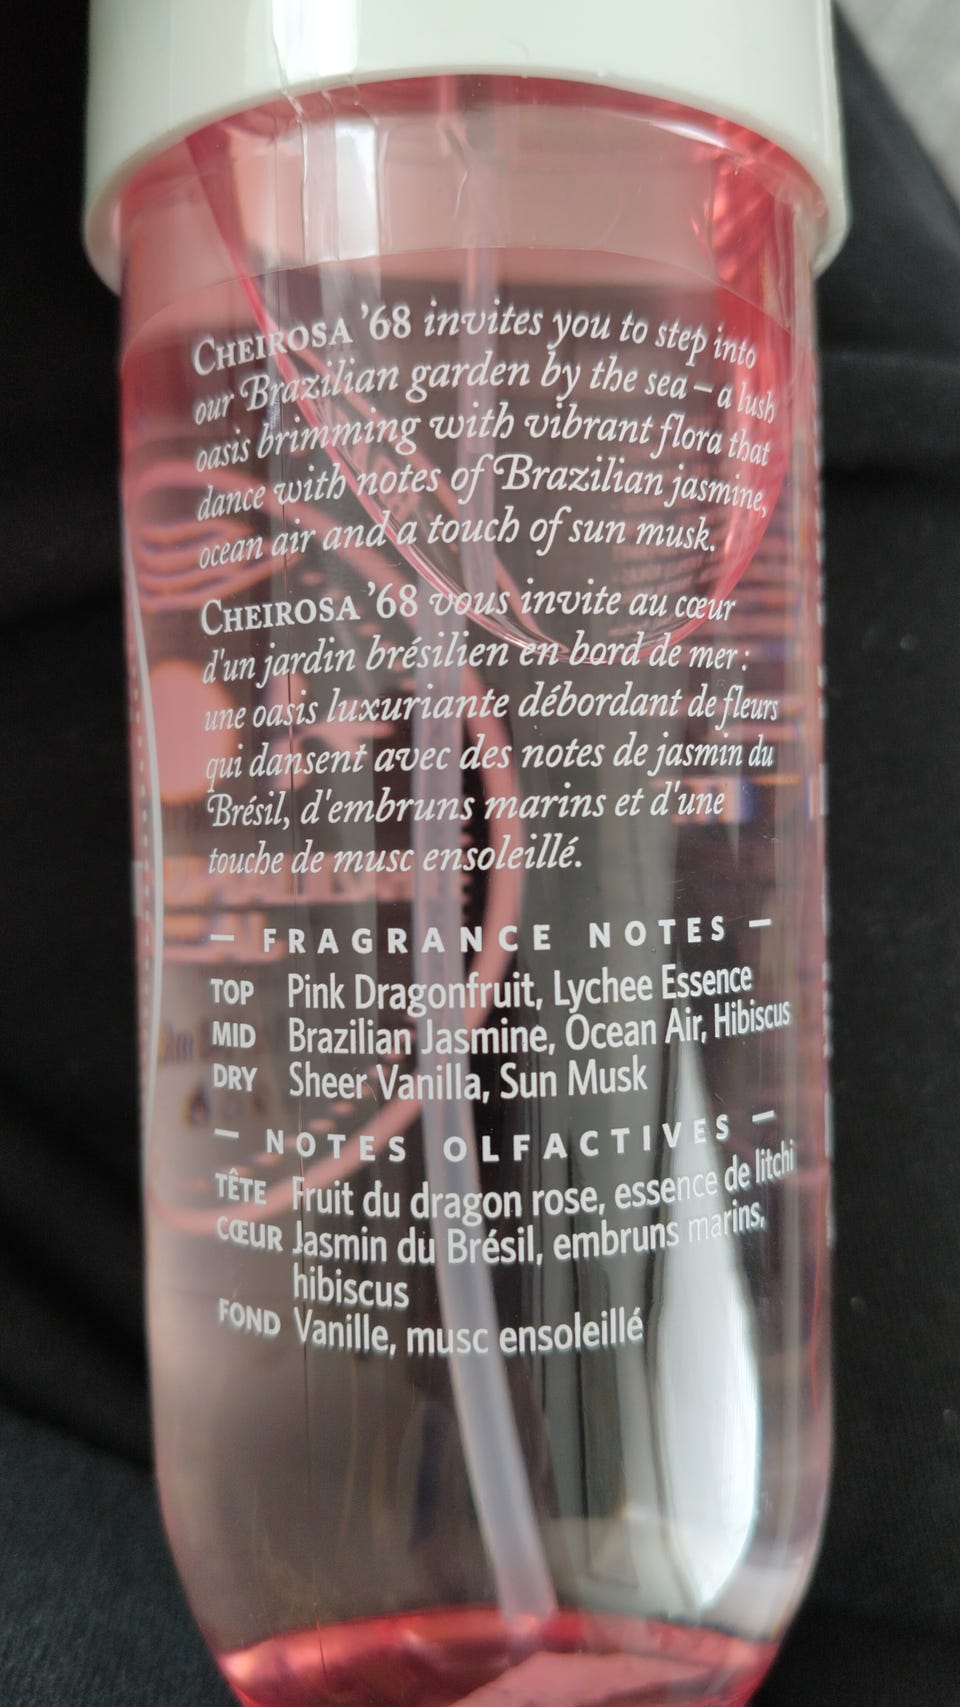 CHEIROSA '68 invites you to step into
our Brazilian garden by the sea – a lush
oasis brimming with vibrant flora that
dance with notes of Brazilian jasmine,
ocean air and a touch of sun musk.
CHEIROSA '68 vous invite au cœur
d'un jardin brésilien en bord de mer :
une oasis luxuriante débordant de fleurs
qui dansent avec des notes de jasmin du
Brésil, d'embruns marins et d'une
touche de musc ensoleillé.
— FRAGRANCE NOTES —
TOP Pink Dragonfruit, Lychee Essence
MID Brazilian Jasmine, Ocean Air, Hibiscus
DRY Sheer Vanilla, Sun Musk
— NOTES OLFACTIVES —
TÊTE Fruit du dragon rose, essence de litchi
CŒUR Jasmin du Brésil, embruns marins,
hibiscus
FOND Vanille, musc ensoleillé